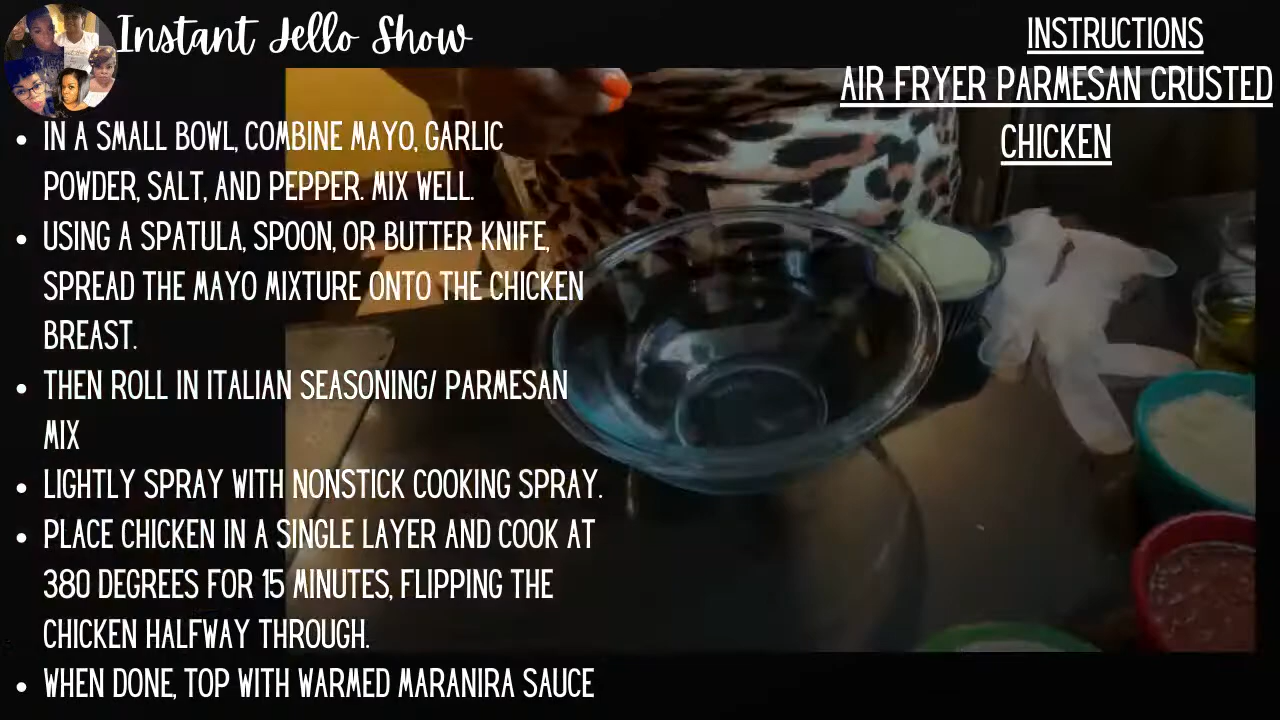 Instant Jello Show
INSTRUCTIONS
AIR FRYER PARMESAN CRUSTED
CHICKEN
• IN A SMALL BOWL, COMBINE MAYO, GARLIC
POWDER, SALT, AND PEPPER. MIX WELL.
• USING A SPATULA, SPOON, OR BUTTER KNIFE,
SPREAD THE MAYO MIXTURE ONTO THE CHICKEN
BREAST.
• THEN ROLL IN ITALIAN SEASONING/ PARMESAN
MIX
• LIGHTLY SPRAY WITH NONSTICK COOKING SPRAY.
• PLACE CHICKEN IN A SINGLE LAYER AND COOK AT
380 DEGREES FOR 15 MINUTES, FLIPPING THE
CHICKEN HALFWAY THROUGH.
• WHEN DONE, TOP WITH WARMED MARANIRA SAUCE